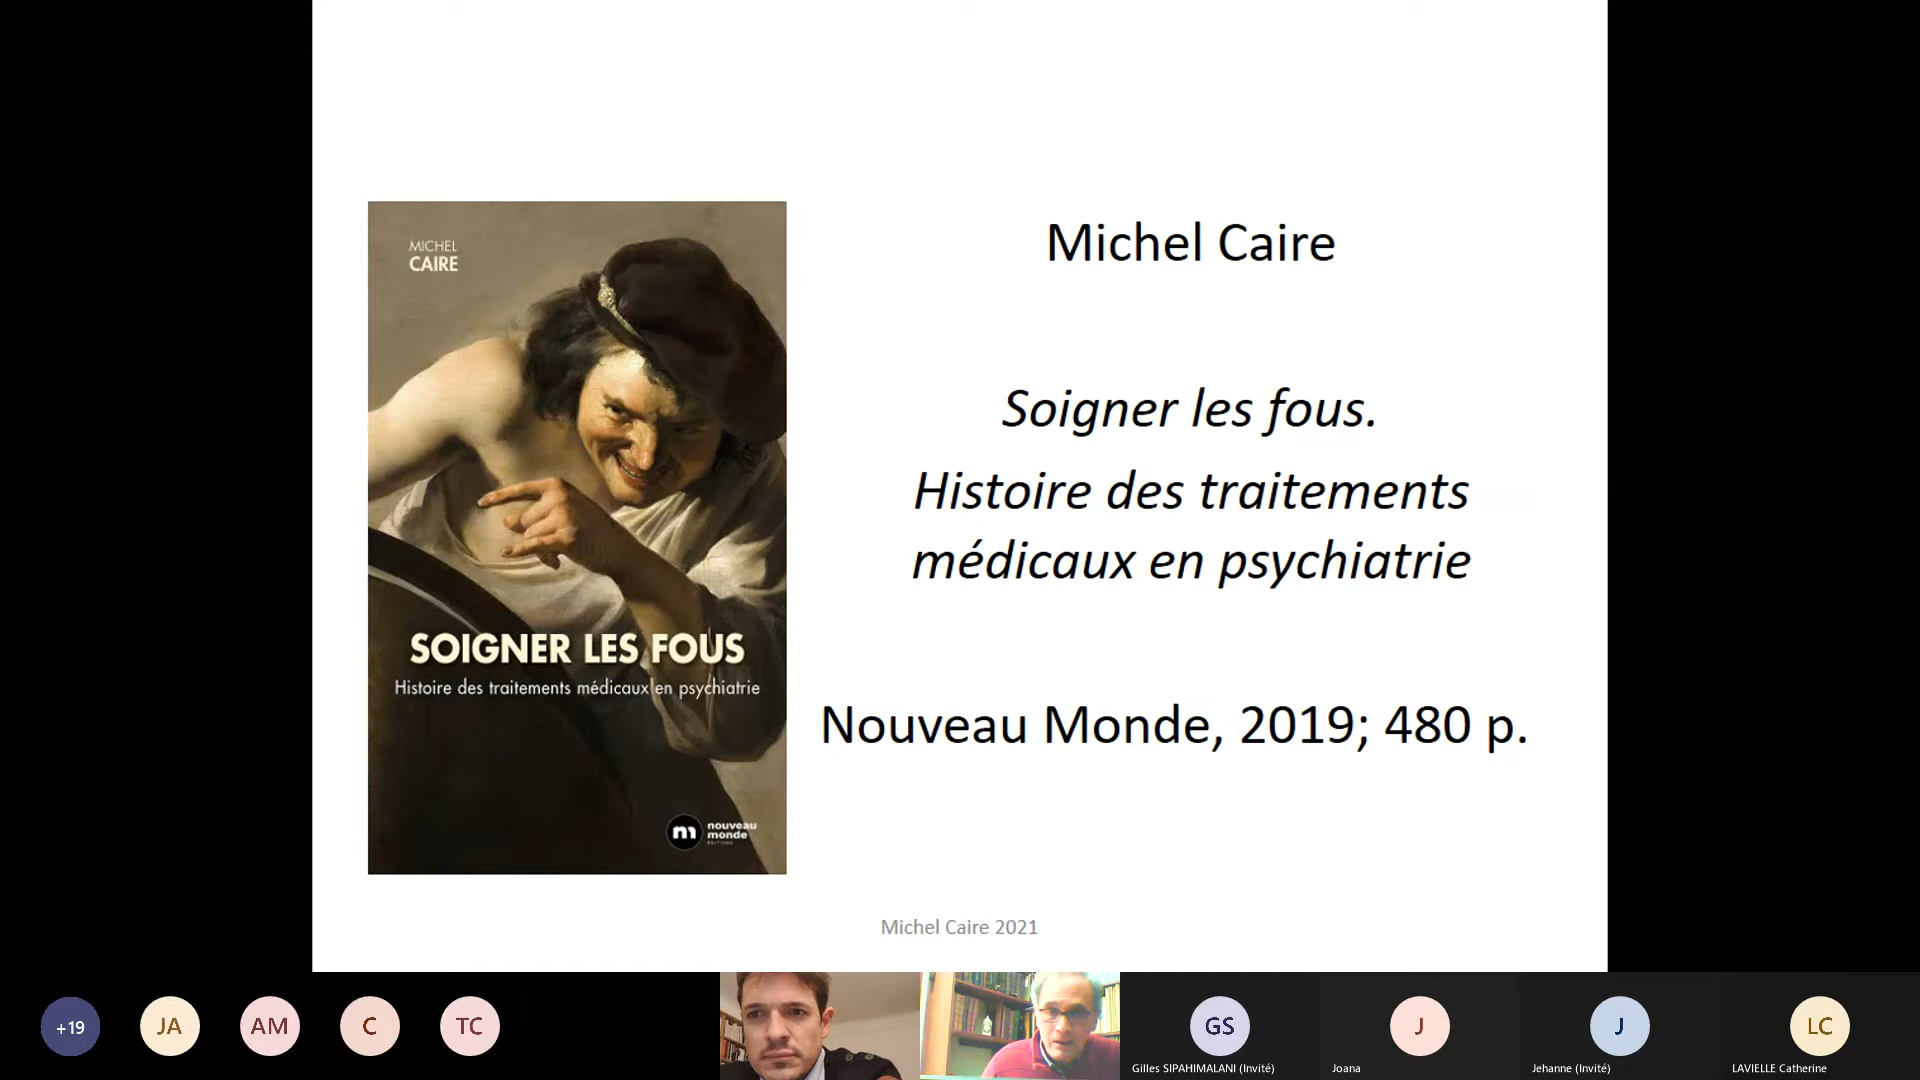 MICHEL
CAIRE
SOIGNER LES FOUS
Histoire des traitements médicaux en psychiatrie
m
nouveau
monde
éditions
Michel Caire
Soigner les fous.
Histoire des traitements
médicaux en psychiatrie
Nouveau Monde, 2019; 480 p.
Michel Caire 2021
+19
JA
AM
C
TC
GS
Gilles SIPAHIMALANI (Invité)
J
Joana
J
Jehanne (Invité)
LC
LAVIELLE Catherine